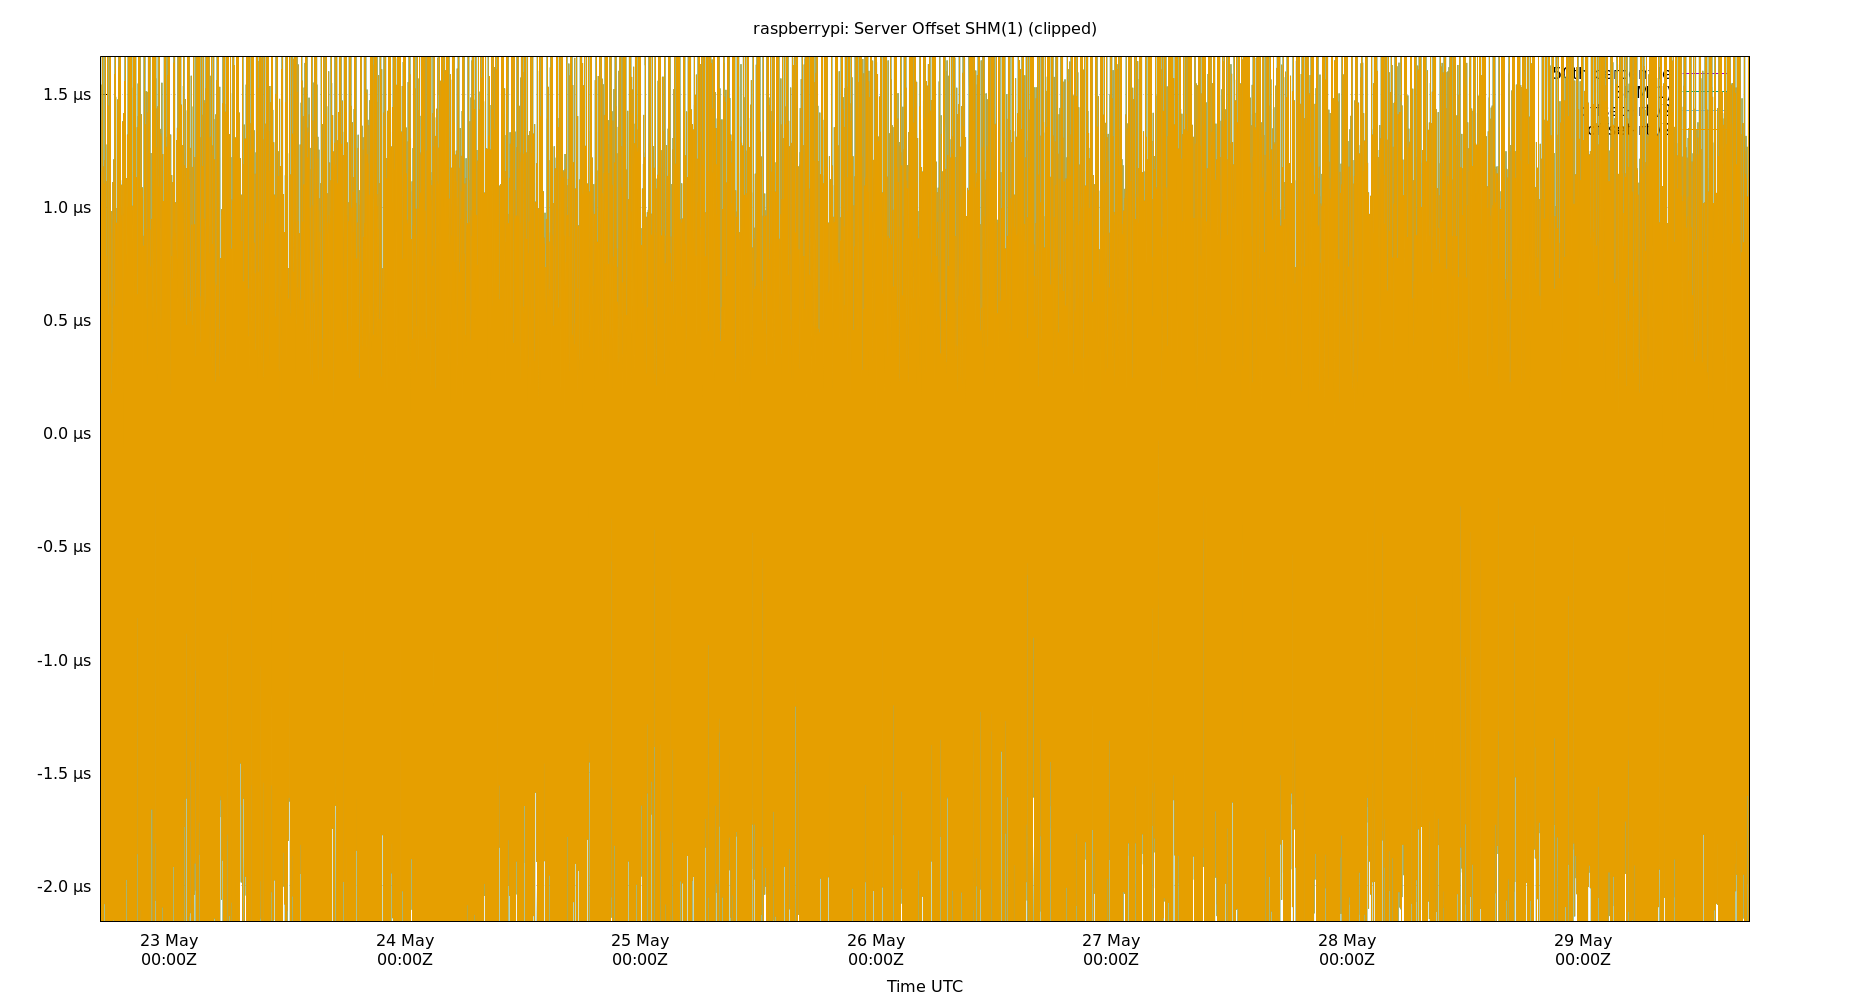 raspberrypi: Server Offset SHM(1) (clipped)
1.5 µs
1.0 µs
0.5 µs
0.0 µs
-0.5 µs
-1.0 µs
-1.5 µs
-2.0 µs
23 May 24 May 25 May 26 May 27 May 28 May 29 May
00:00Z 00:00Z 00:00Z 00:00Z 00:00Z 00:00Z 00:00Z
Time UTC